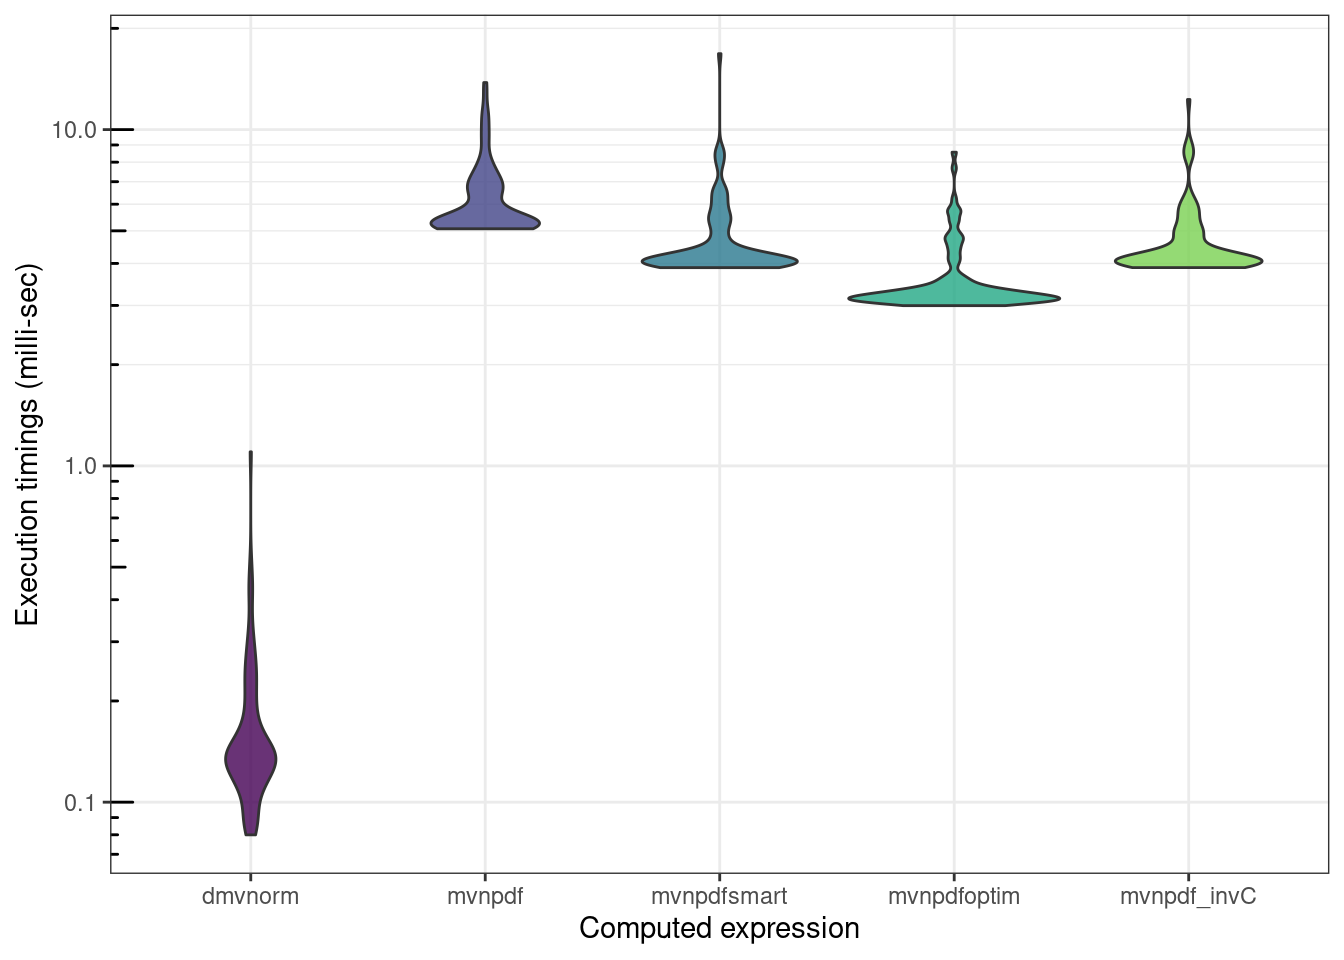 Execution timings (milli-sec)
10.0
1.0
0.1
dmvnorm mvnpdf mvnpdfsmart mvnpdfoptim mvnpdf_invC
Computed expression